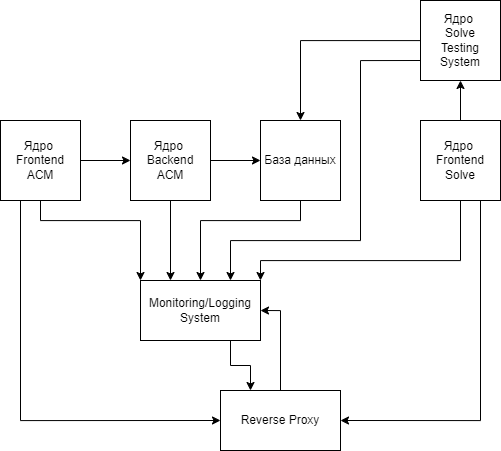 Ядро
Solve
Testing
System
Ядро
Frontend
ACM
Ядро
Backend
ACM
База данных
Ядро
Frontend
Solve
Monitoring/Logging
System
Reverse Proxy